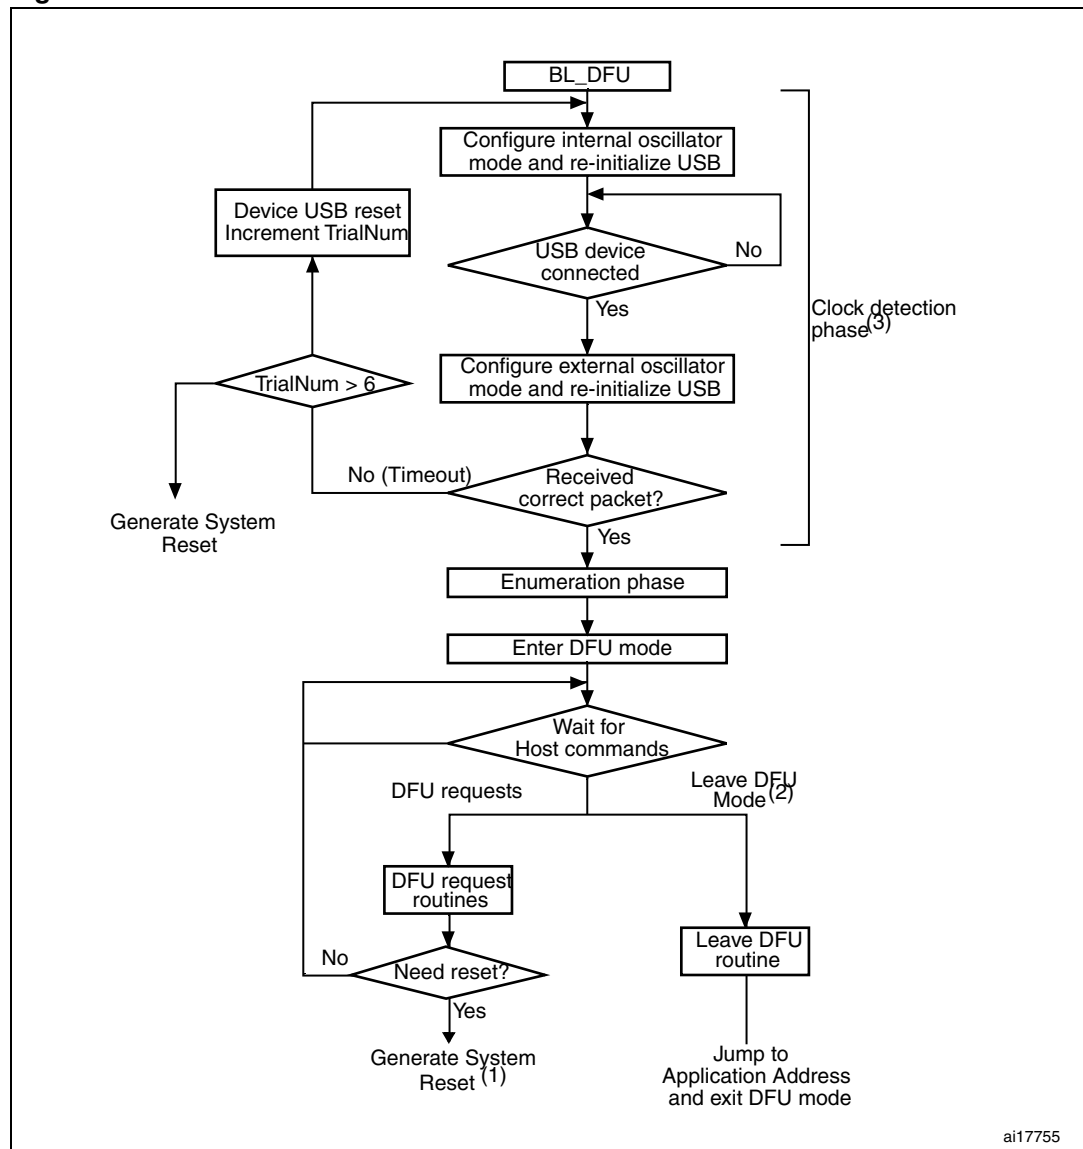 BL_DFU
Configure internal oscillator
mode and re-initialize USB
Device USB reset
Increment TrialNum
USB device
connected
No
Yes
Clock detection
phase(3)
Configure external oscillator
mode and re-initialize USB
TrialNum > 6
No (Timeout)
Received
correct packet?
Generate System
Reset
Yes
Enumeration phase
Enter DFU mode
Wait for
Host commands
DFU requests
Leave DFU
Mode(2)
DFU request
routines
Leave DFU
routine
No
Need reset?
Yes
Generate System
Reset (1)
Jump to
Application Address
and exit DFU mode
ai17755